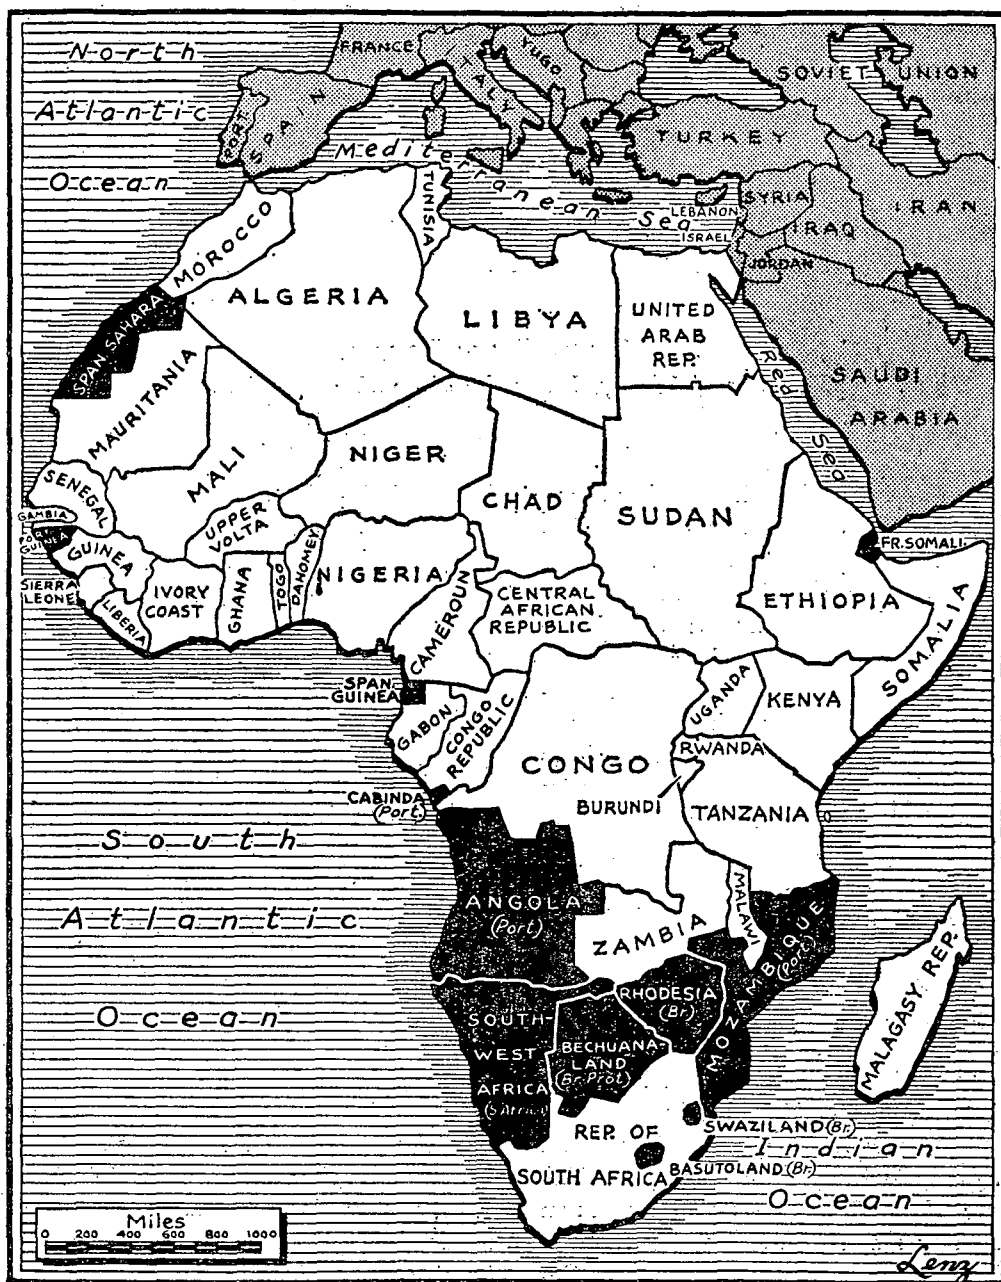 North
Atlantic
Ocean
FRANCE
YUGO.
ITALY
SPAIN
PORT.
SOVIET UNION
TURKEY
Mediterranean
Sea
SYRIA
LEBANON
ISRAEL
IRAQ
IRAN
JORDAN
SAUDI
ARABIA
Red
Sea
TUNISIA
MOROCCO
ALGERIA
LIBYA
UNITED
ARAB
REP.
SPAN. SAHARA
MAURITANIA
MALI
NIGER
CHAD
SUDAN
SENEGAL
GAMBIA
PORT.
GUINEA
GUINEA
SIERRA
LEONE
LIBERIA
IVORY
COAST
UPPER
VOLTA
GHANA
TOGO
DAHOMEY
NIGERIA
CAMEROUN
CENTRAL
AFRICAN
REPUBLIC
FR. SOMALI
ETHIOPIA
SOMALIA
SPAN.
GUINEA
GABON
CONGO
REPUBLIC
CONGO
UGANDA
KENYA
RWANDA
BURUNDI
TANZANIA
CABINDA
(Port.)
South
Atlantic
Ocean
ANGOLA
(Port)
ZAMBIA
MALAWI
MOZAMBIQUE
(Port)
MALAGASY REP.
RHODESIA
(Br)
SOUTH-
WEST
AFRICA
(S Africa)
BECHUANA-
LAND
(Br Prot)
REP. OF
SOUTH AFRICA
SWAZILAND (Br.)
BASUTOLAND (Br.)
Indian
Ocean
Miles
0 200 400 600 800 1000
Lenz